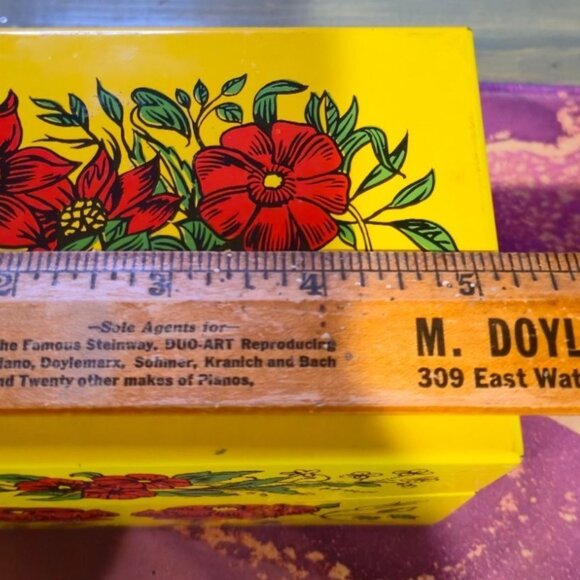 2 3 4 5
—Sole Agents for—
he Famous Steinway, DUO-ART Reproducing
iano, Doylemarx, Sohmer, Kranich and Bach
nd Twenty other makes of Pianos,
M. DOYL
309 East Wat